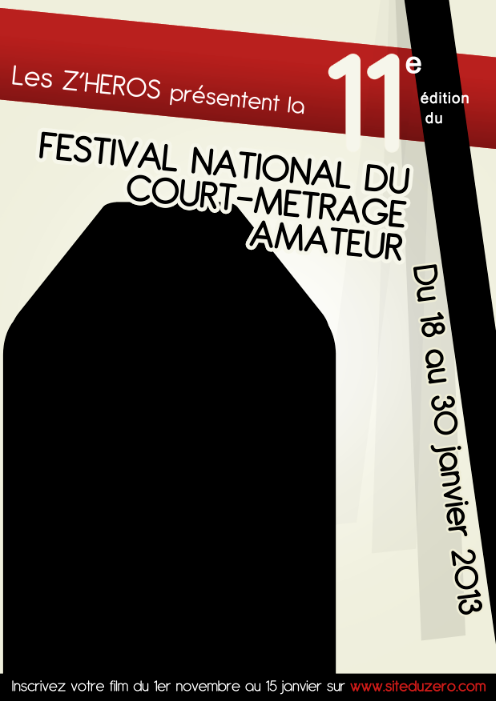 Les Z'HEROS présentent la 11e édition
du
FESTIVAL NATIONAL DU
COURT-METRAGE
AMATEUR
Du 18 au 30 janvier 2013
Inscrivez votre film du 1er novembre au 15 janvier sur www.siteduzero.com